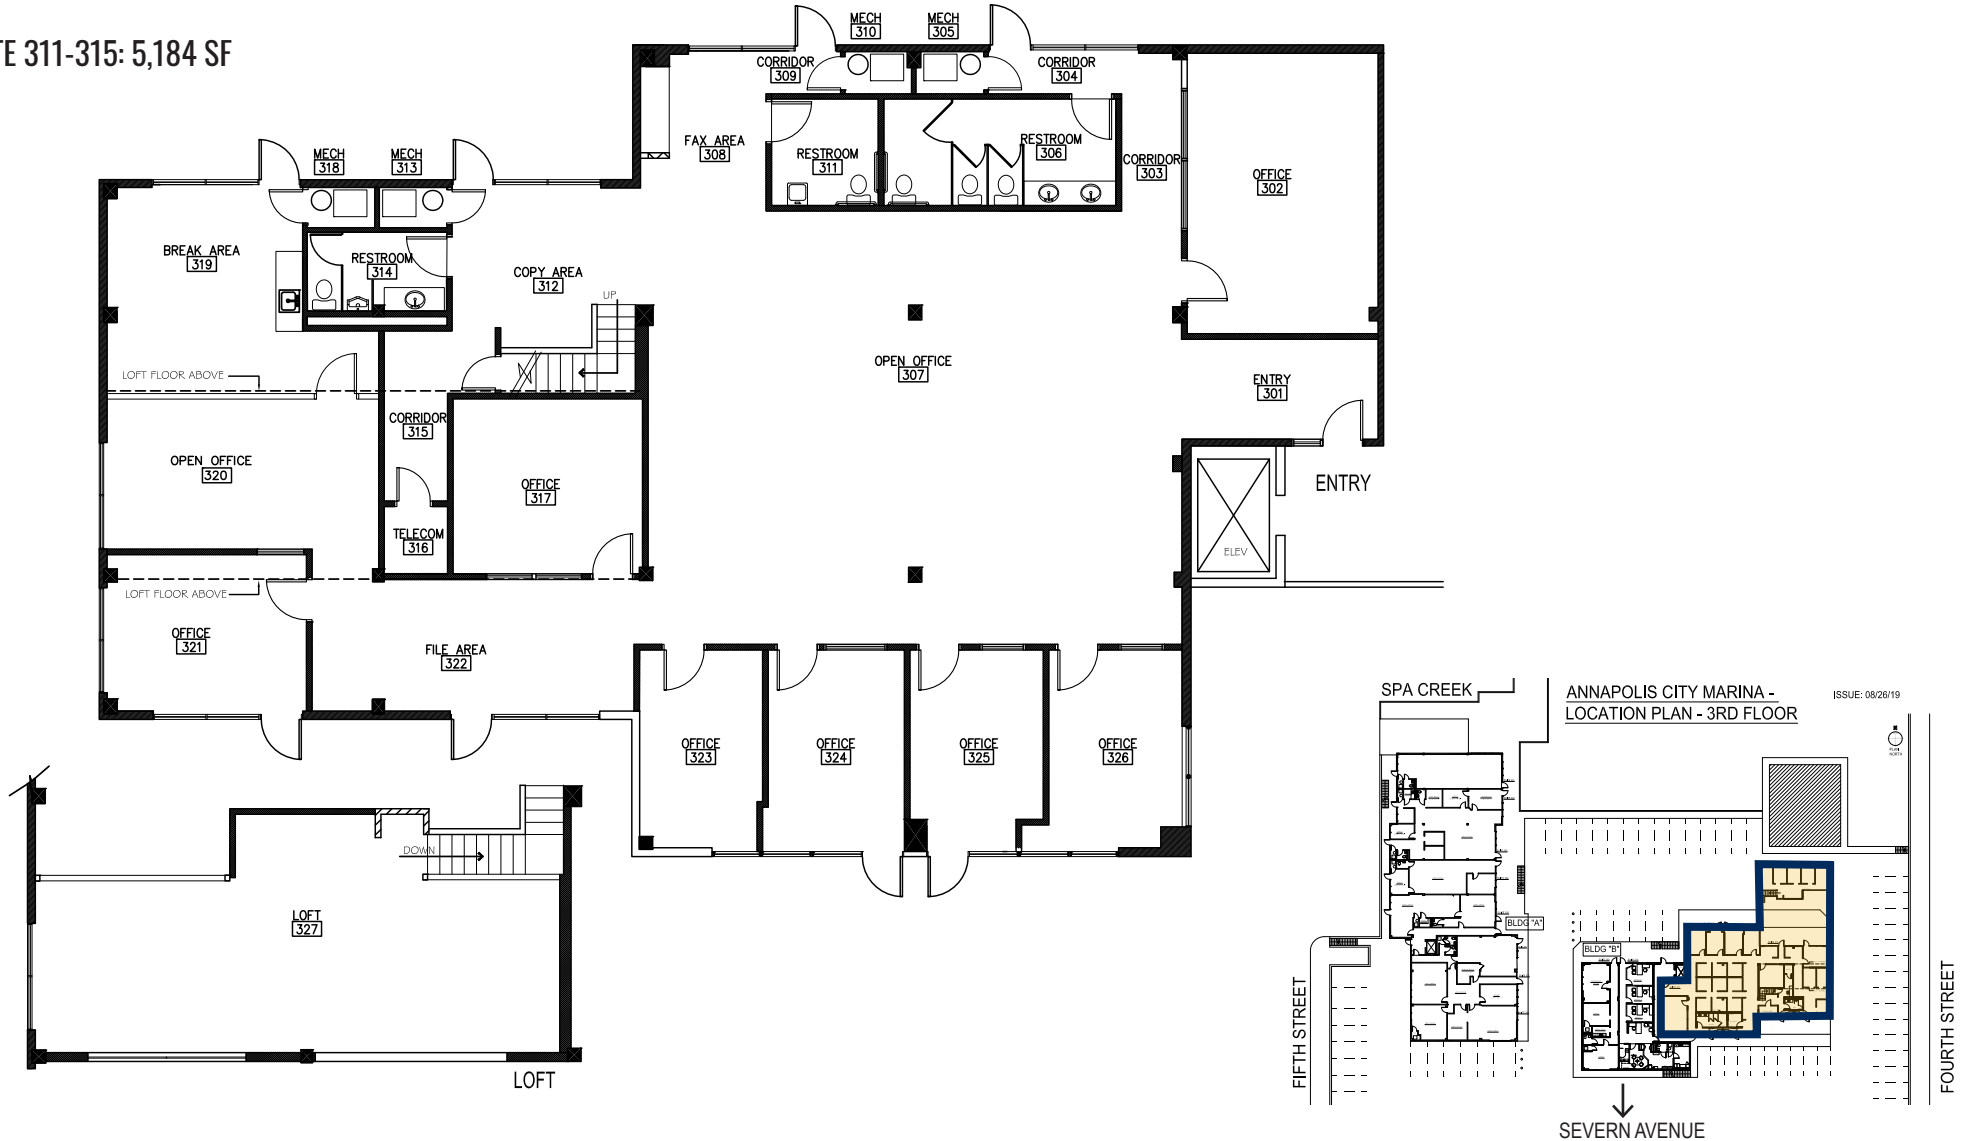 TE 311-315: 5,184 SF
MECH
310
MECH
305
CORRIDOR
309
CORRIDOR
304
FAX AREA
308
RESTROOM
311
RESTROOM
306
CORRIDOR
303
OFFICE
302
MECH
318
MECH
313
BREAK AREA
319
RESTROOM
314
COPY AREA
312
UP
OPEN OFFICE
307
ENTRY
301
LOFT FLOOR ABOVE
CORRIDOR
315
OPEN OFFICE
320
OFFICE
317
ENTRY
TELECOM
316
ELEV
LOFT FLOOR ABOVE
OFFICE
321
FILE AREA
322
OFFICE
323
OFFICE
324
OFFICE
325
OFFICE
326
DOWN
LOFT
327
LOFT
SPA CREEK
ANNAPOLIS CITY MARINA -
LOCATION PLAN - 3RD FLOOR
ISSUE: 08/26/19
PLAN
NORTH
BLDG "A"
BLDG "B"
FIFTH STREET
FOURTH STREET
SEVERN AVENUE